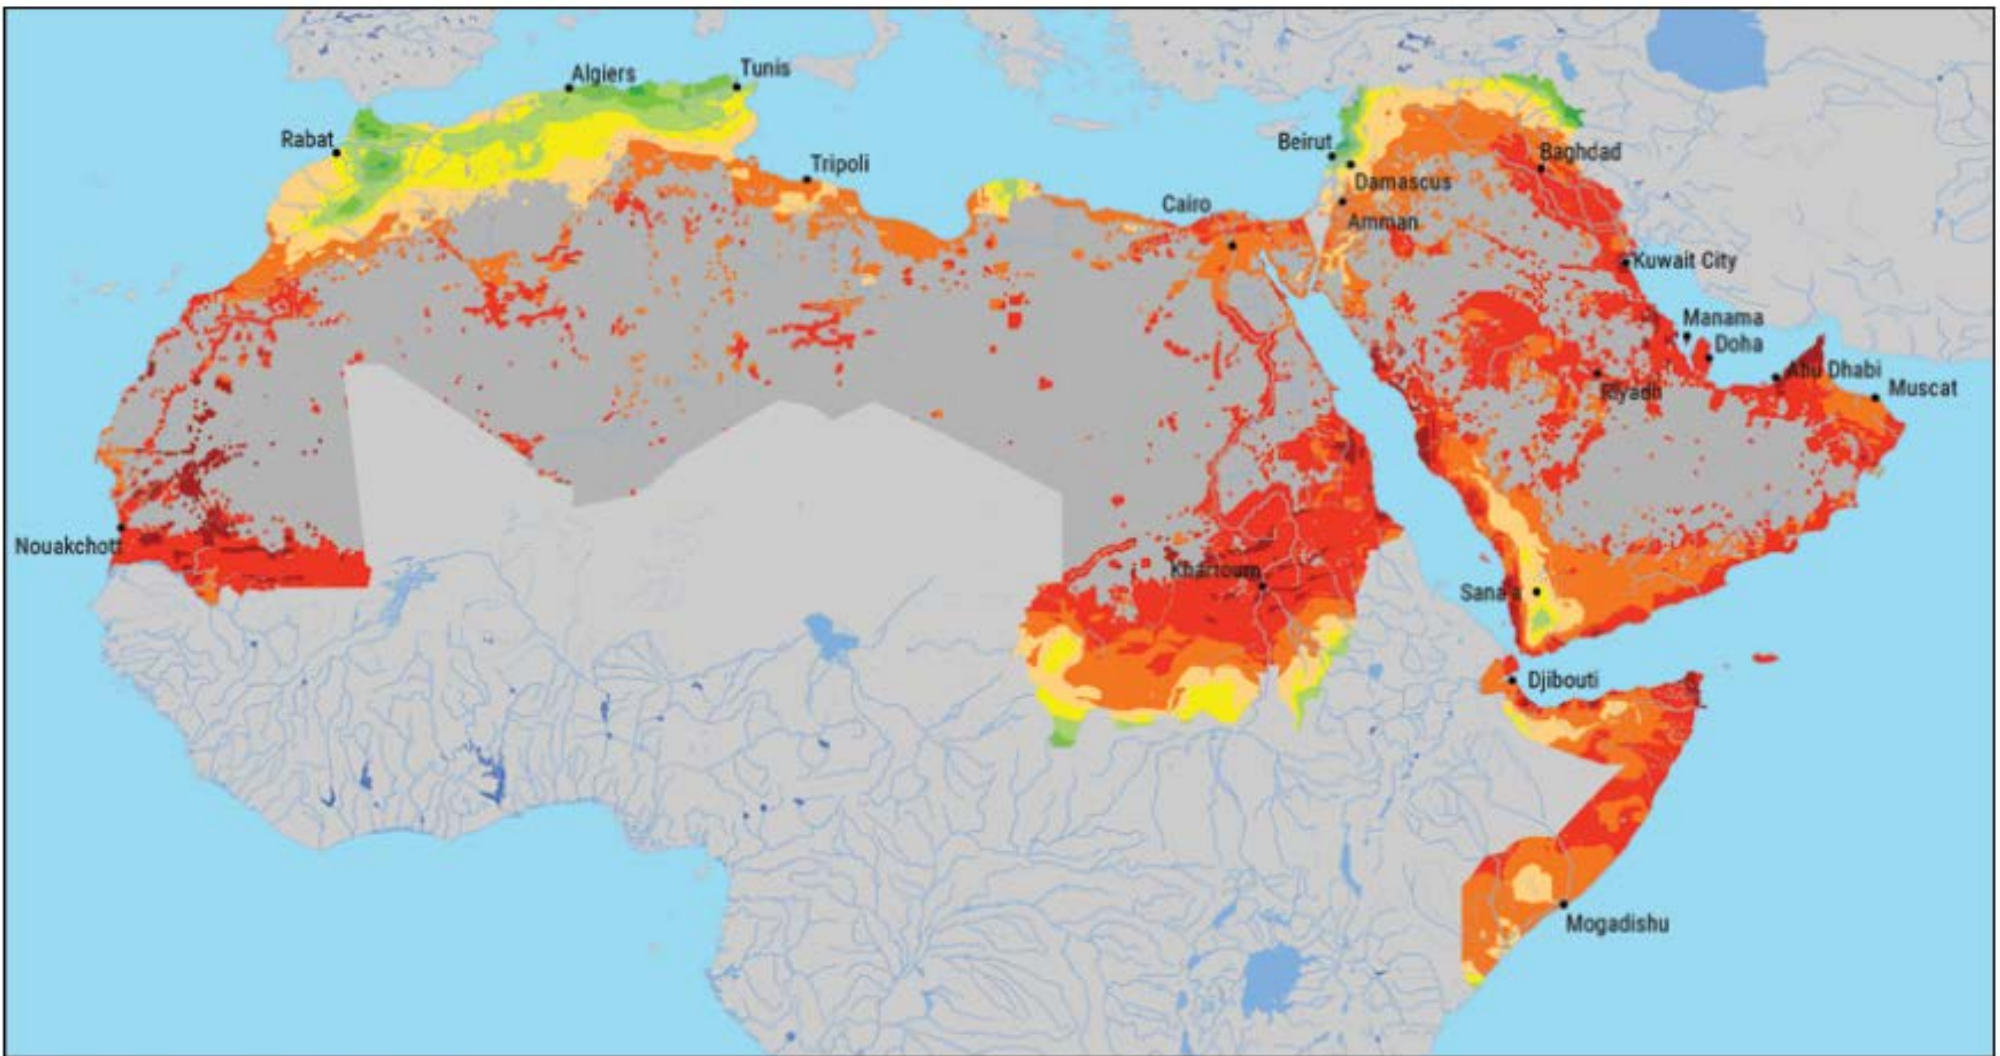 Tunis
Algiers
Rabat
Beirut
Baghdad
Tripoli
Damascus
Cairo
Amman
Kuwait City
Manama
Doha
Abu Dhabi
Riyadh
Muscat
Nouakchott
Khartoum
Sana'a
Djibouti
Mogadishu